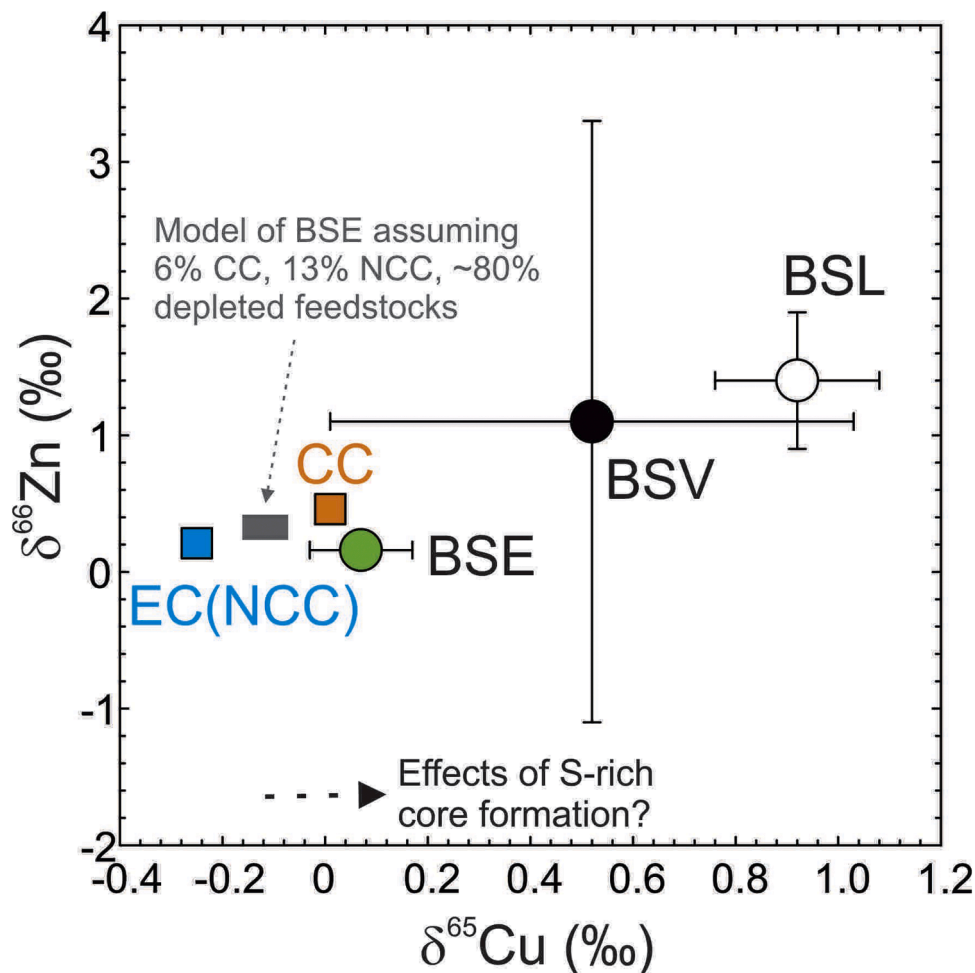 4
3
2
1
0
-1
-2
δ⁶⁶Zn (‰)
Model of BSE assuming
6% CC, 13% NCC, ~80%
depleted feedstocks
BSL
CC
BSV
BSE
EC(NCC)
Effects of S-rich
core formation?
-0.4 -0.2 0 0.2 0.4 0.6 0.8 1.0 1.2
δ⁶⁵Cu (‰)